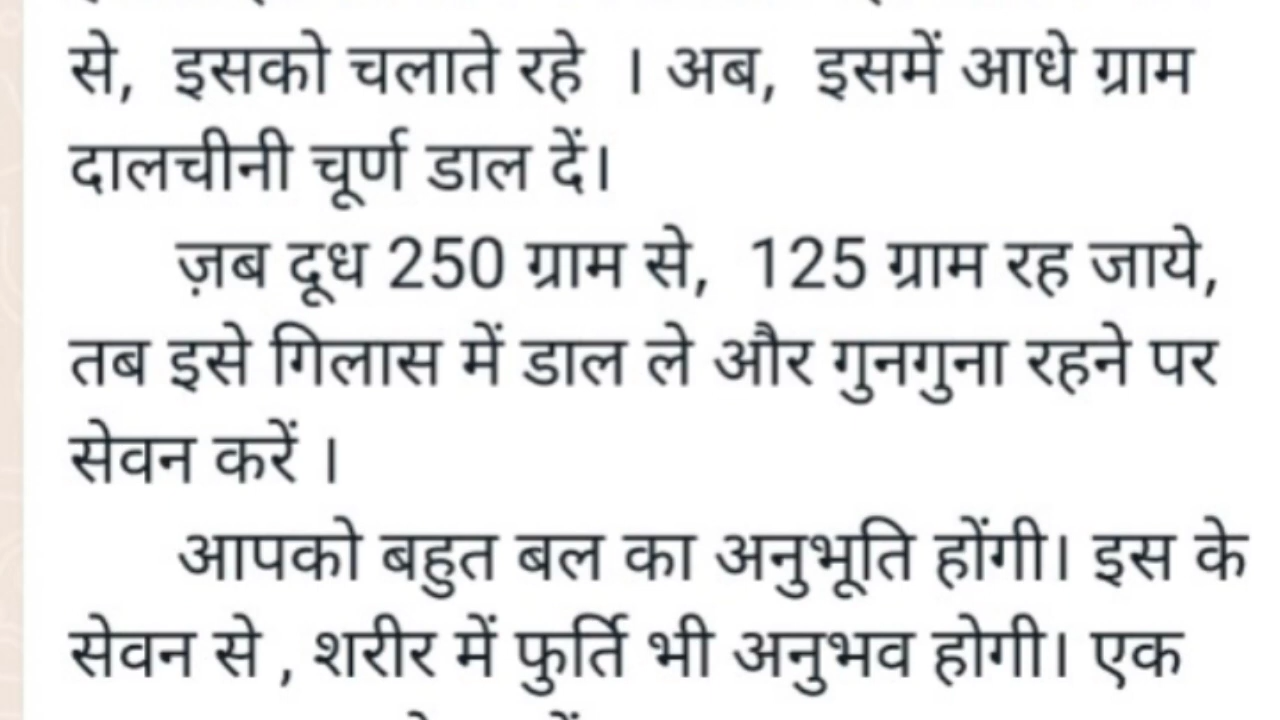 से, इसको चलाते रहे । अब, इसमें आधे ग्राम
दालचीनी चूर्ण डाल दें।
ज़ब दूध 250 ग्राम से, 125 ग्राम रह जाये,
तब इसे गिलास में डाल ले और गुनगुना रहने पर
सेवन करें ।
आपको बहुत बल का अनुभूति होंगी। इस के
सेवन से , शरीर में फुर्ति भी अनुभव होगी। एक